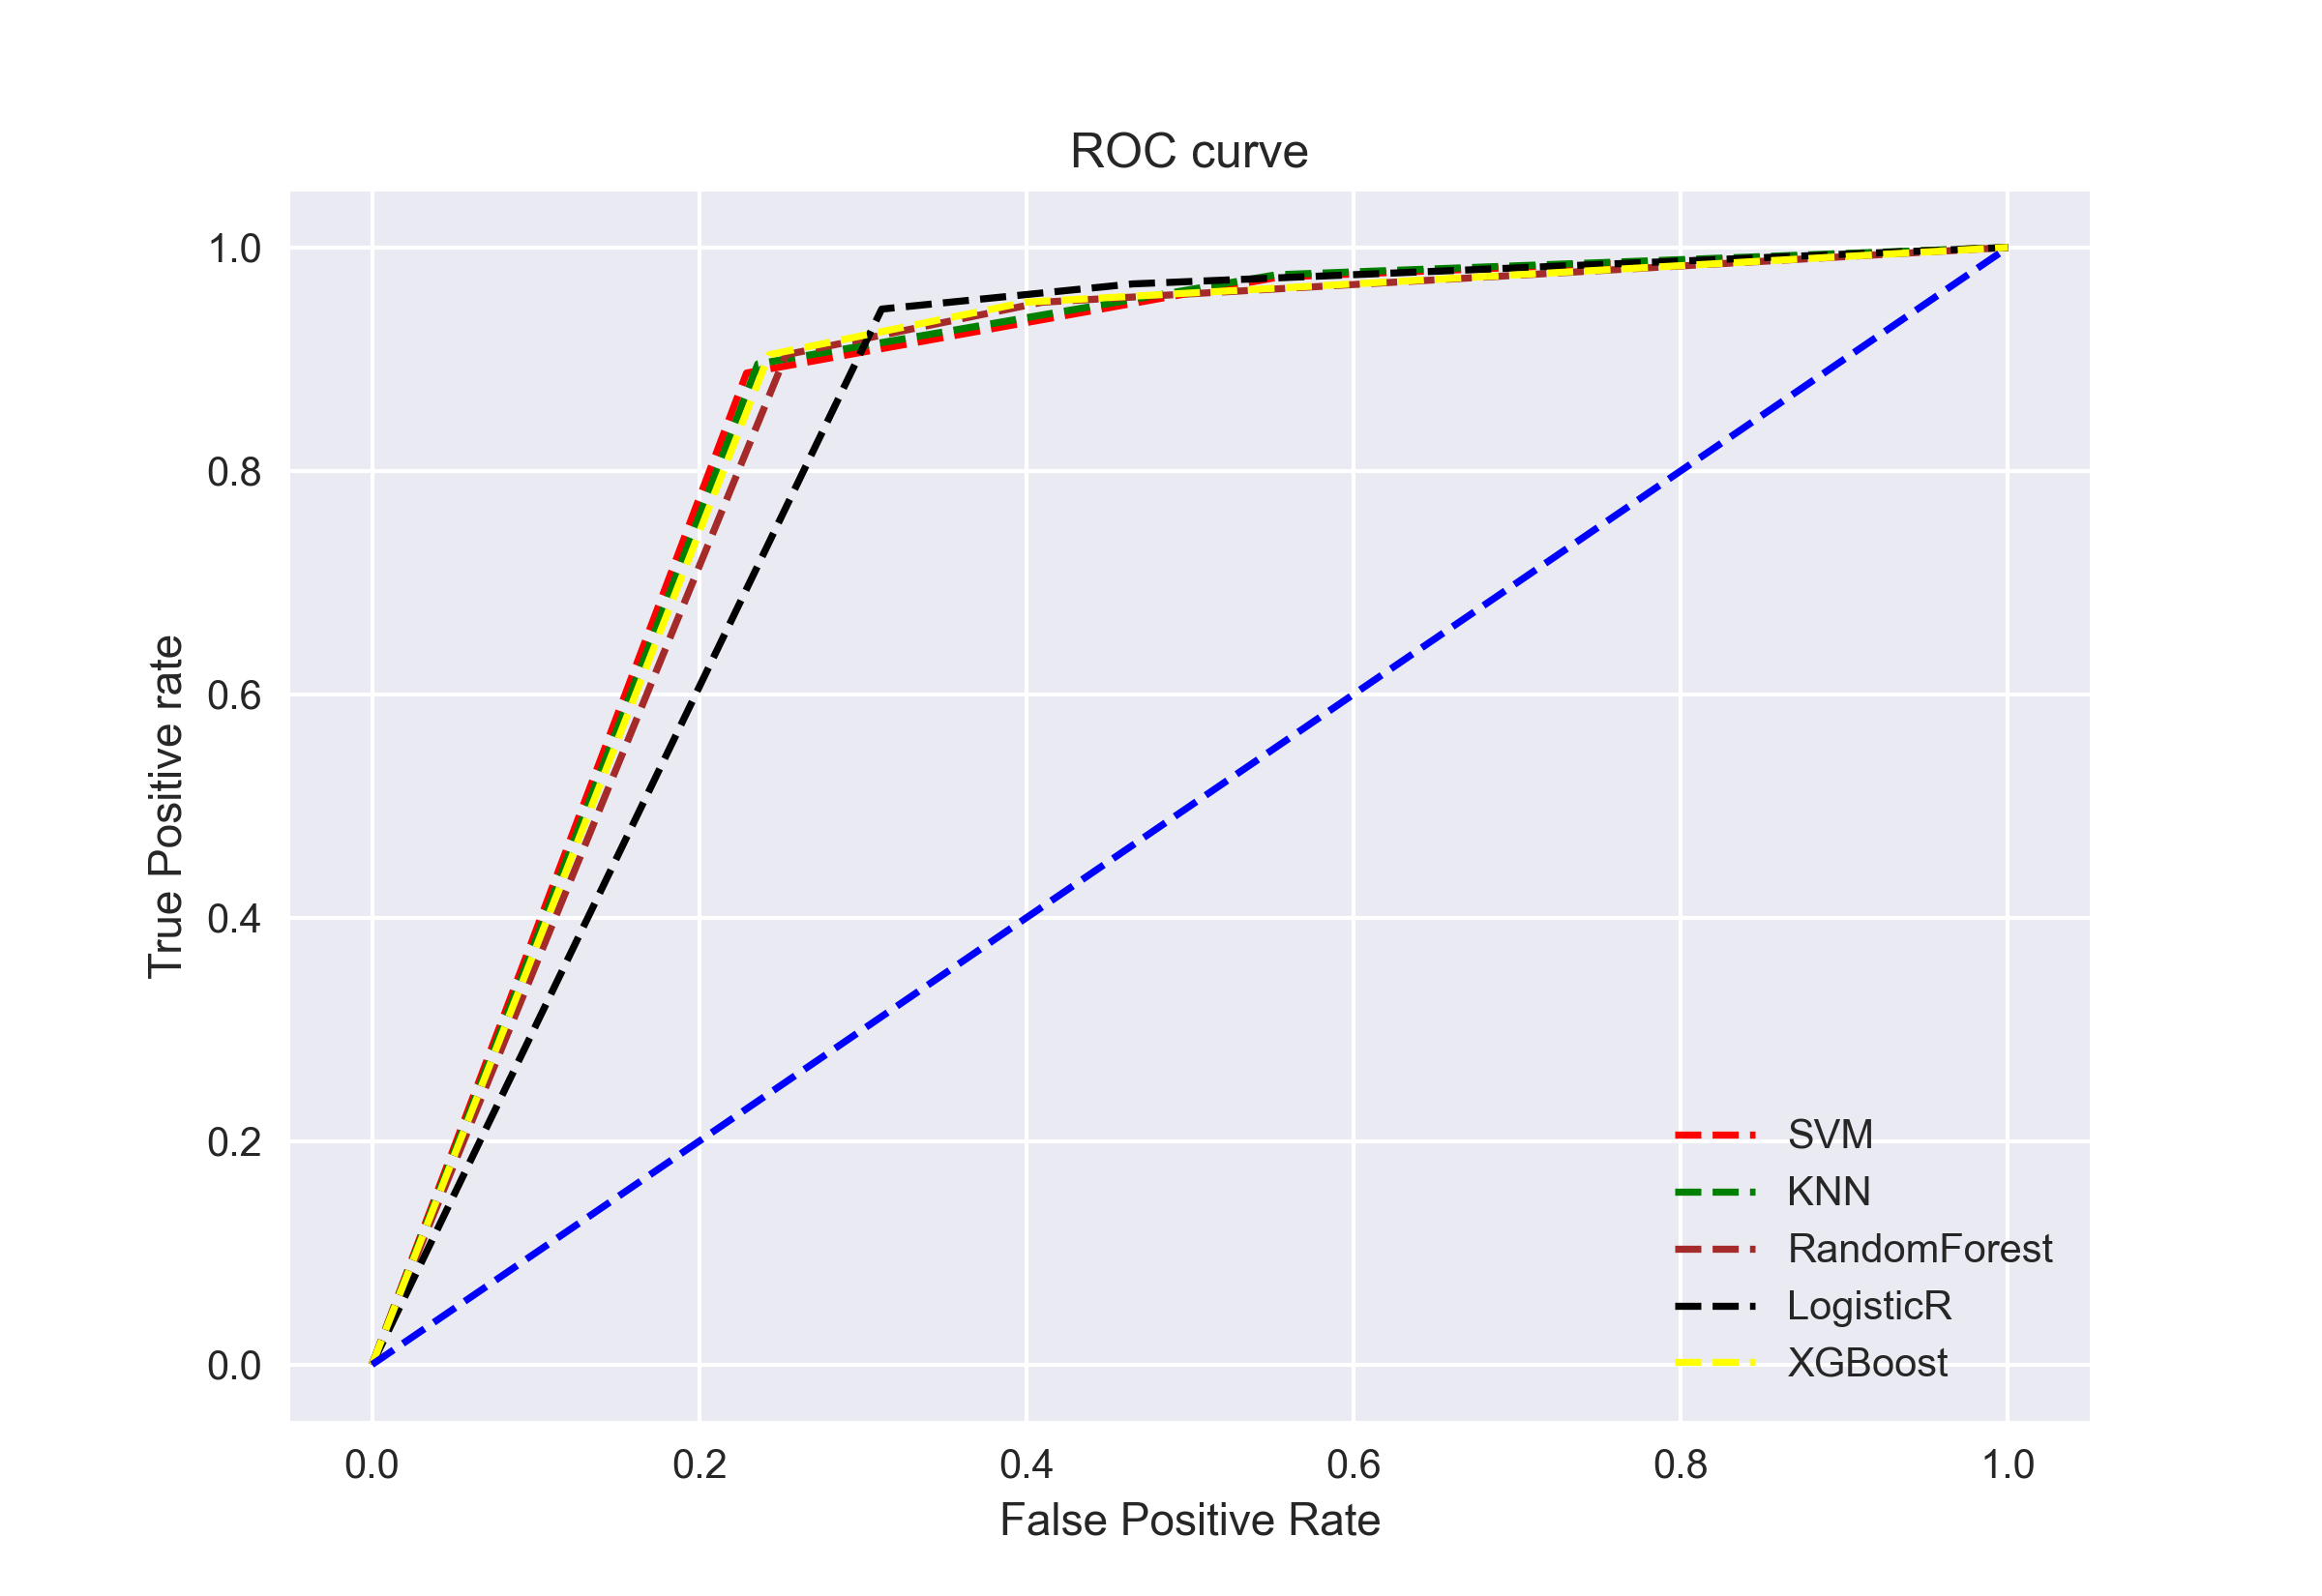 ROC curve
1.0
0.8
0.6
0.4
0.2
0.0
True Positive rate
SVM
KNN
RandomForest
LogisticR
XGBoost
0.0 0.2 0.4 0.6 0.8 1.0
False Positive Rate